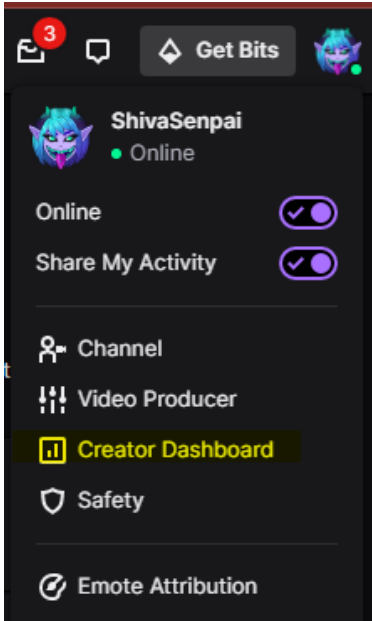 3
Get Bits
ShivaSenpai
Online
Online
Share My Activity
Channel
t
Video Producer
Creator Dashboard
Safety
Emote Attribution